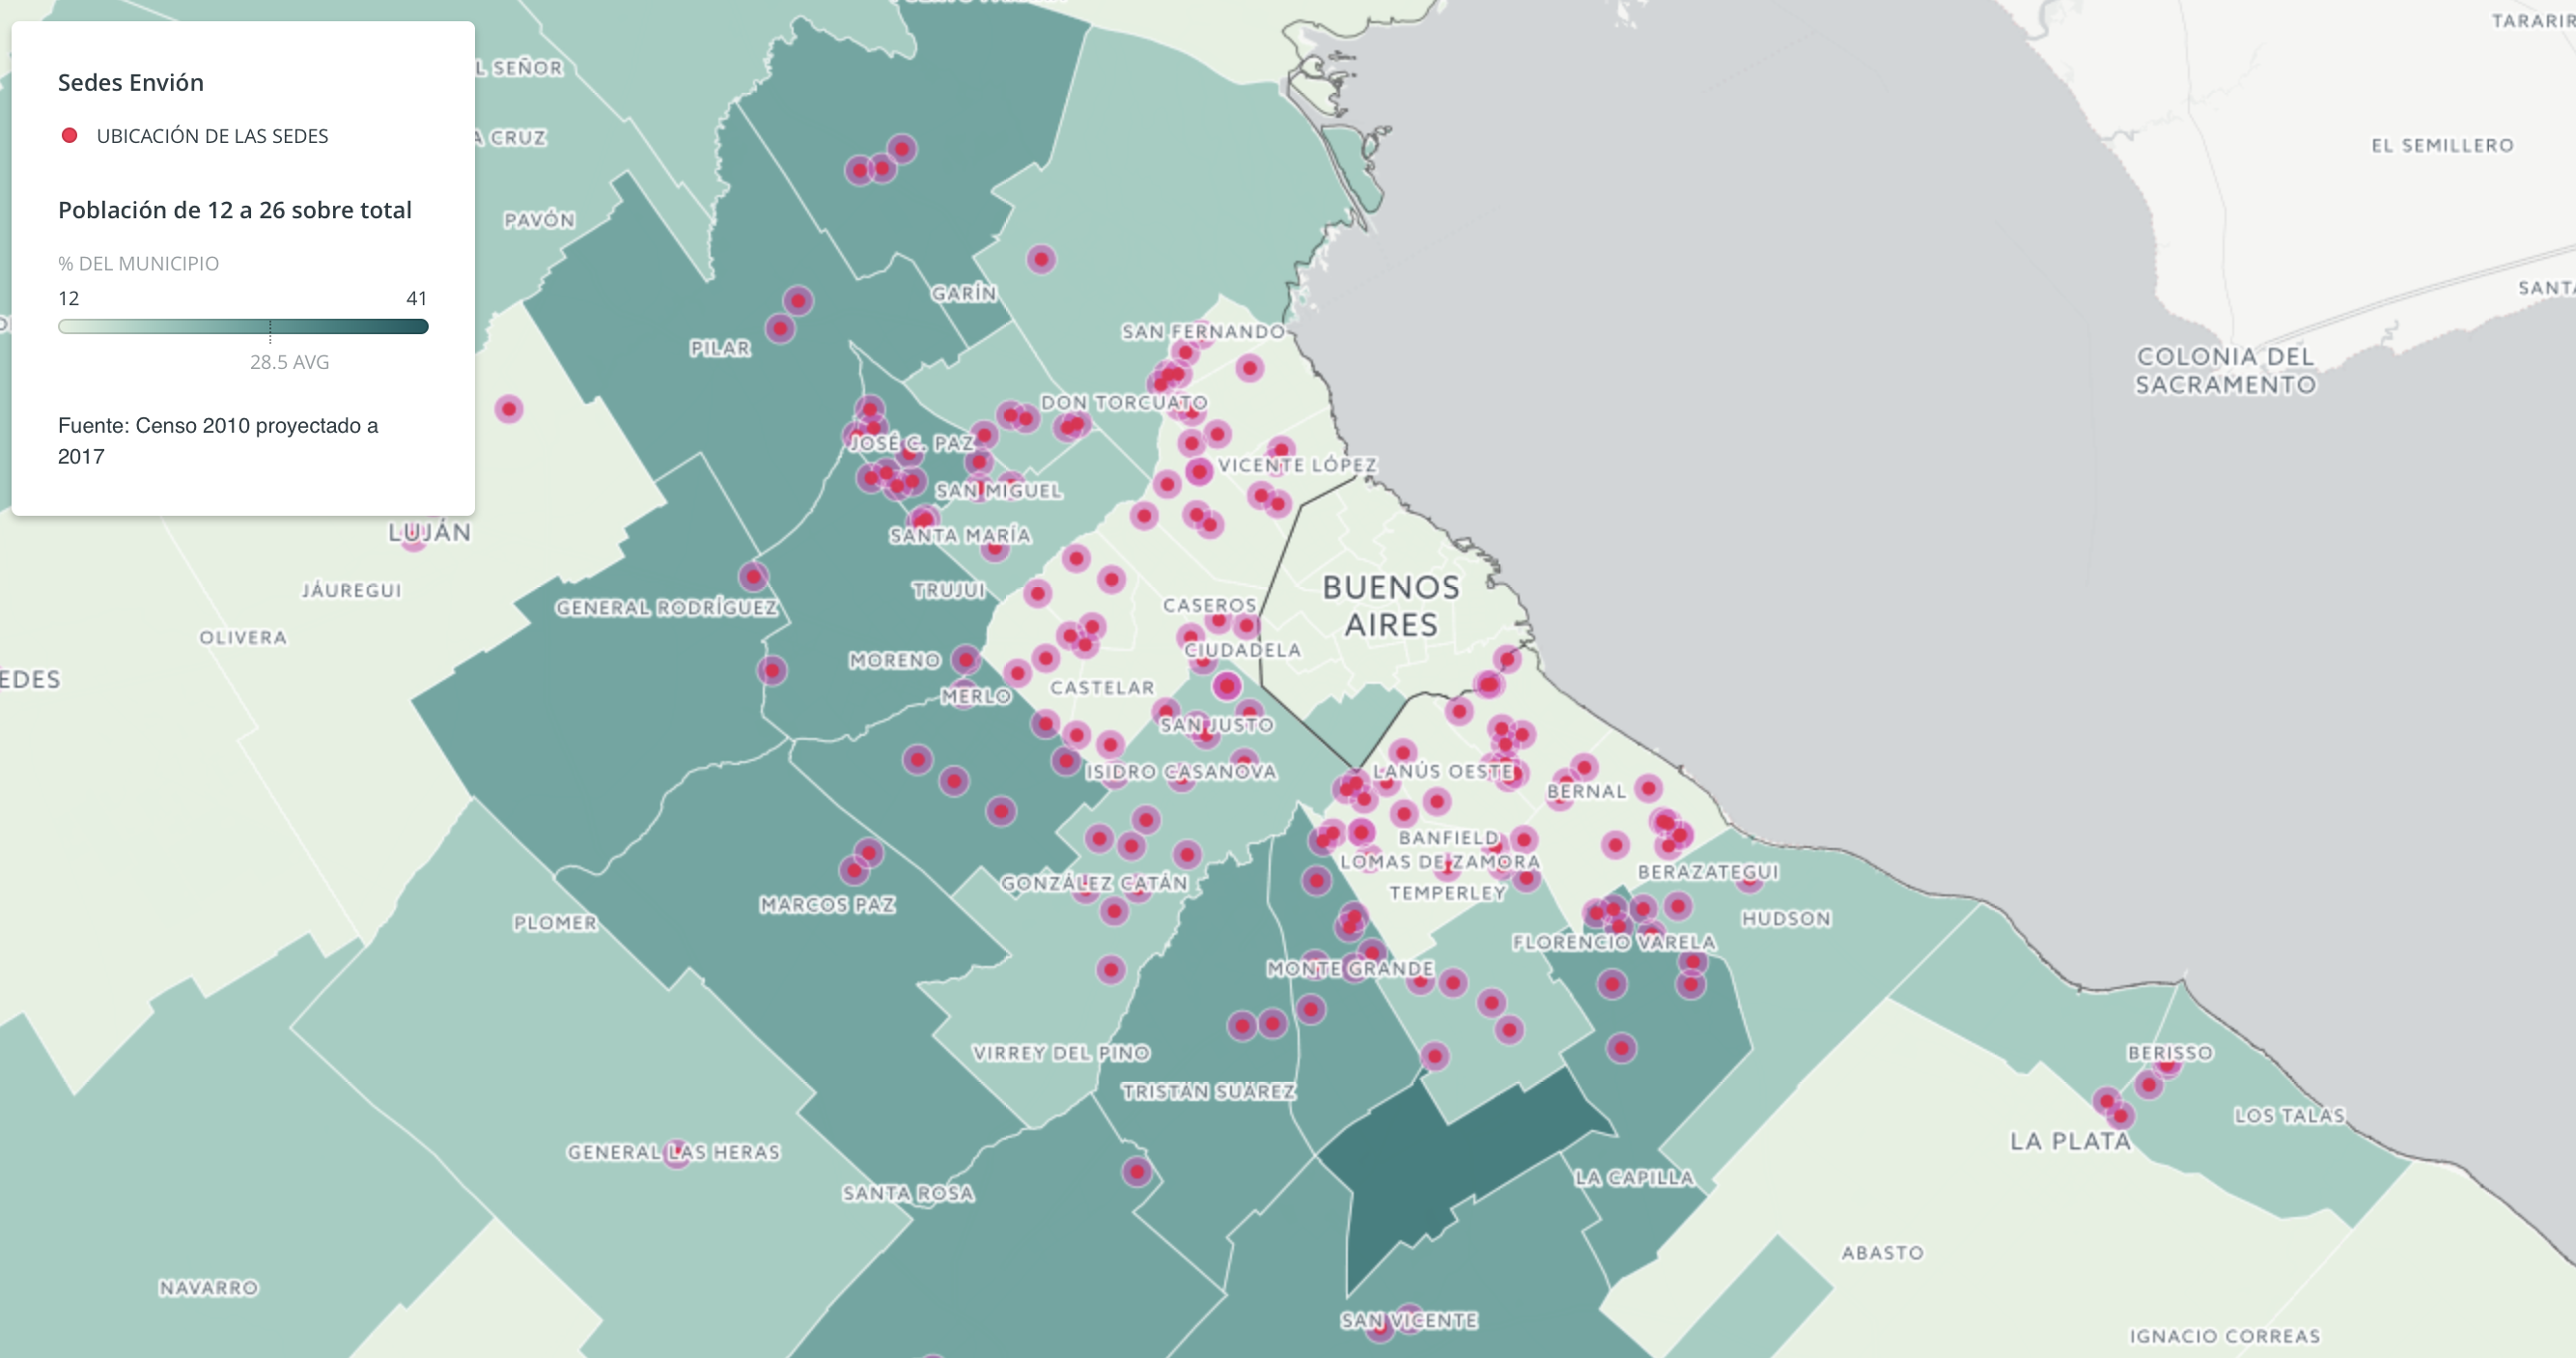 Sedes Envión
UBICACIÓN DE LAS SEDES
Población de 12 a 26 sobre total
% DEL MUNICIPIO
12 41
28.5 AVG
Fuente: Censo 2010 proyectado a
2017
TARARIR
L SEÑOR
A CRUZ
EL SEMILLERO
PAVÓN
SANTA
GARÍN
SAN FERNANDO
PILAR
COLONIA DEL
SACRAMENTO
DON TORCUATO
JOSÉ C. PAZ
VICENTE LÓPEZ
SAN MIGUEL
LUJÁN
SANTA MARÍA
JÁUREGUI
TRUJUI
BUENOS
AIRES
GENERAL RODRÍGUEZ
CASEROS
OLIVERA
CIUDADELA
MORENO
EDES
CASTELAR
MERLO
SAN JUSTO
ISIDRO CASANOVA
LANÚS OESTE
BERNAL
BANFIELD
LOMAS DE ZAMORA
BERAZATEGUI
GONZÁLEZ CATÁN
TEMPERLEY
MARCOS PAZ
HUDSON
PLOMER
FLORENCIO VARELA
MONTE GRANDE
VIRREY DEL PINO
BERISSO
TRISTÁN SUÁREZ
LOS TALAS
LA PLATA
GENERAL LAS HERAS
LA CAPILLA
SANTA ROSA
ABASTO
NAVARRO
SAN VICENTE
IGNACIO CORREAS